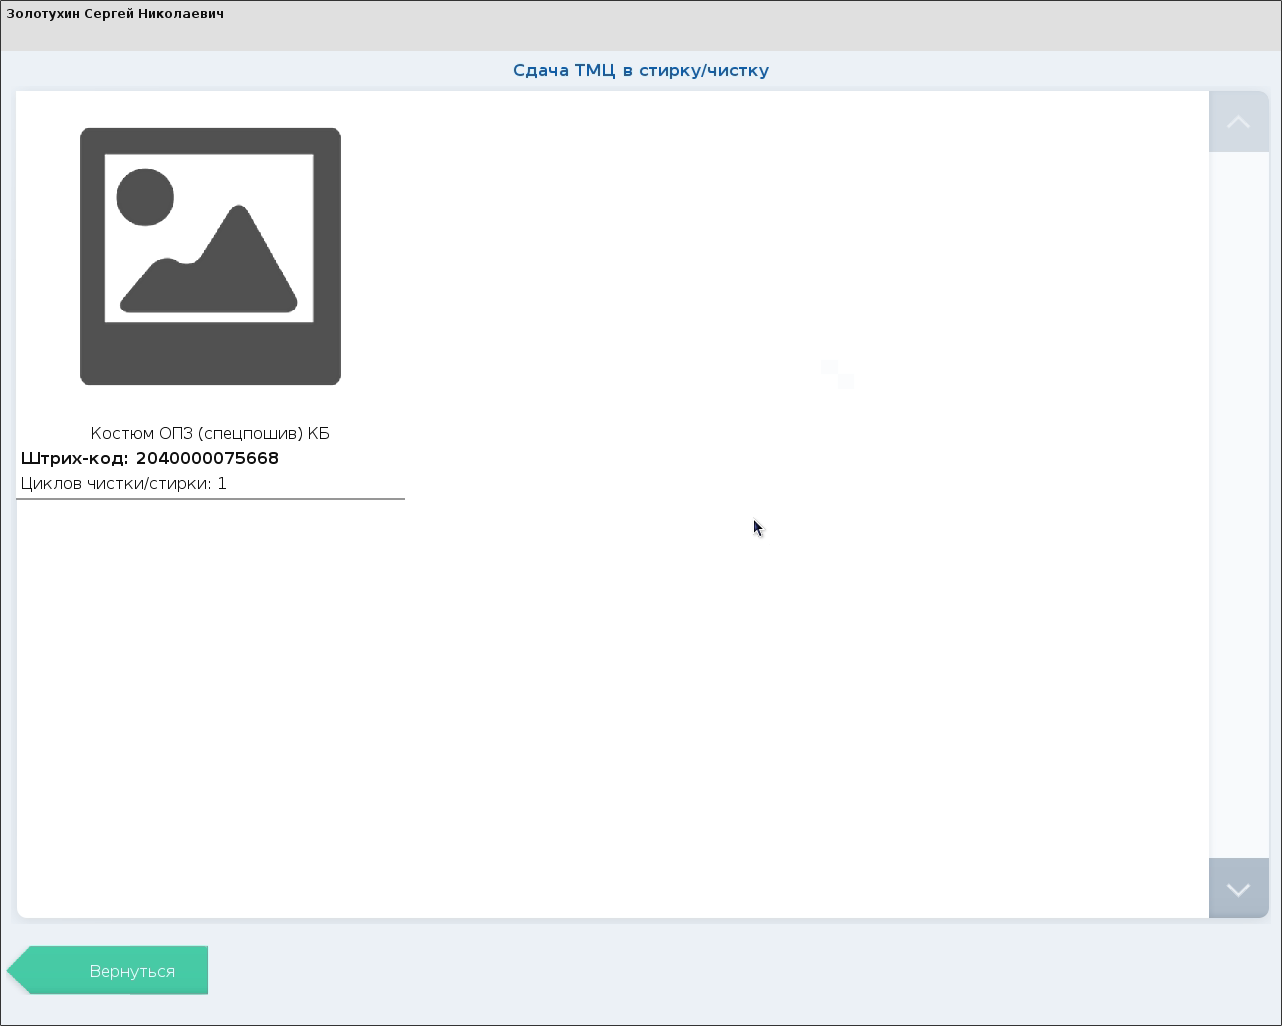 Золотухин Сергей Николаевич
Сдача ТМЦ в стирку/чистку
Костюм ОПЗ (спецпошив) КБ
Штрих-код: 2040000075668
Циклов чистки/стирки: 1
Вернуться